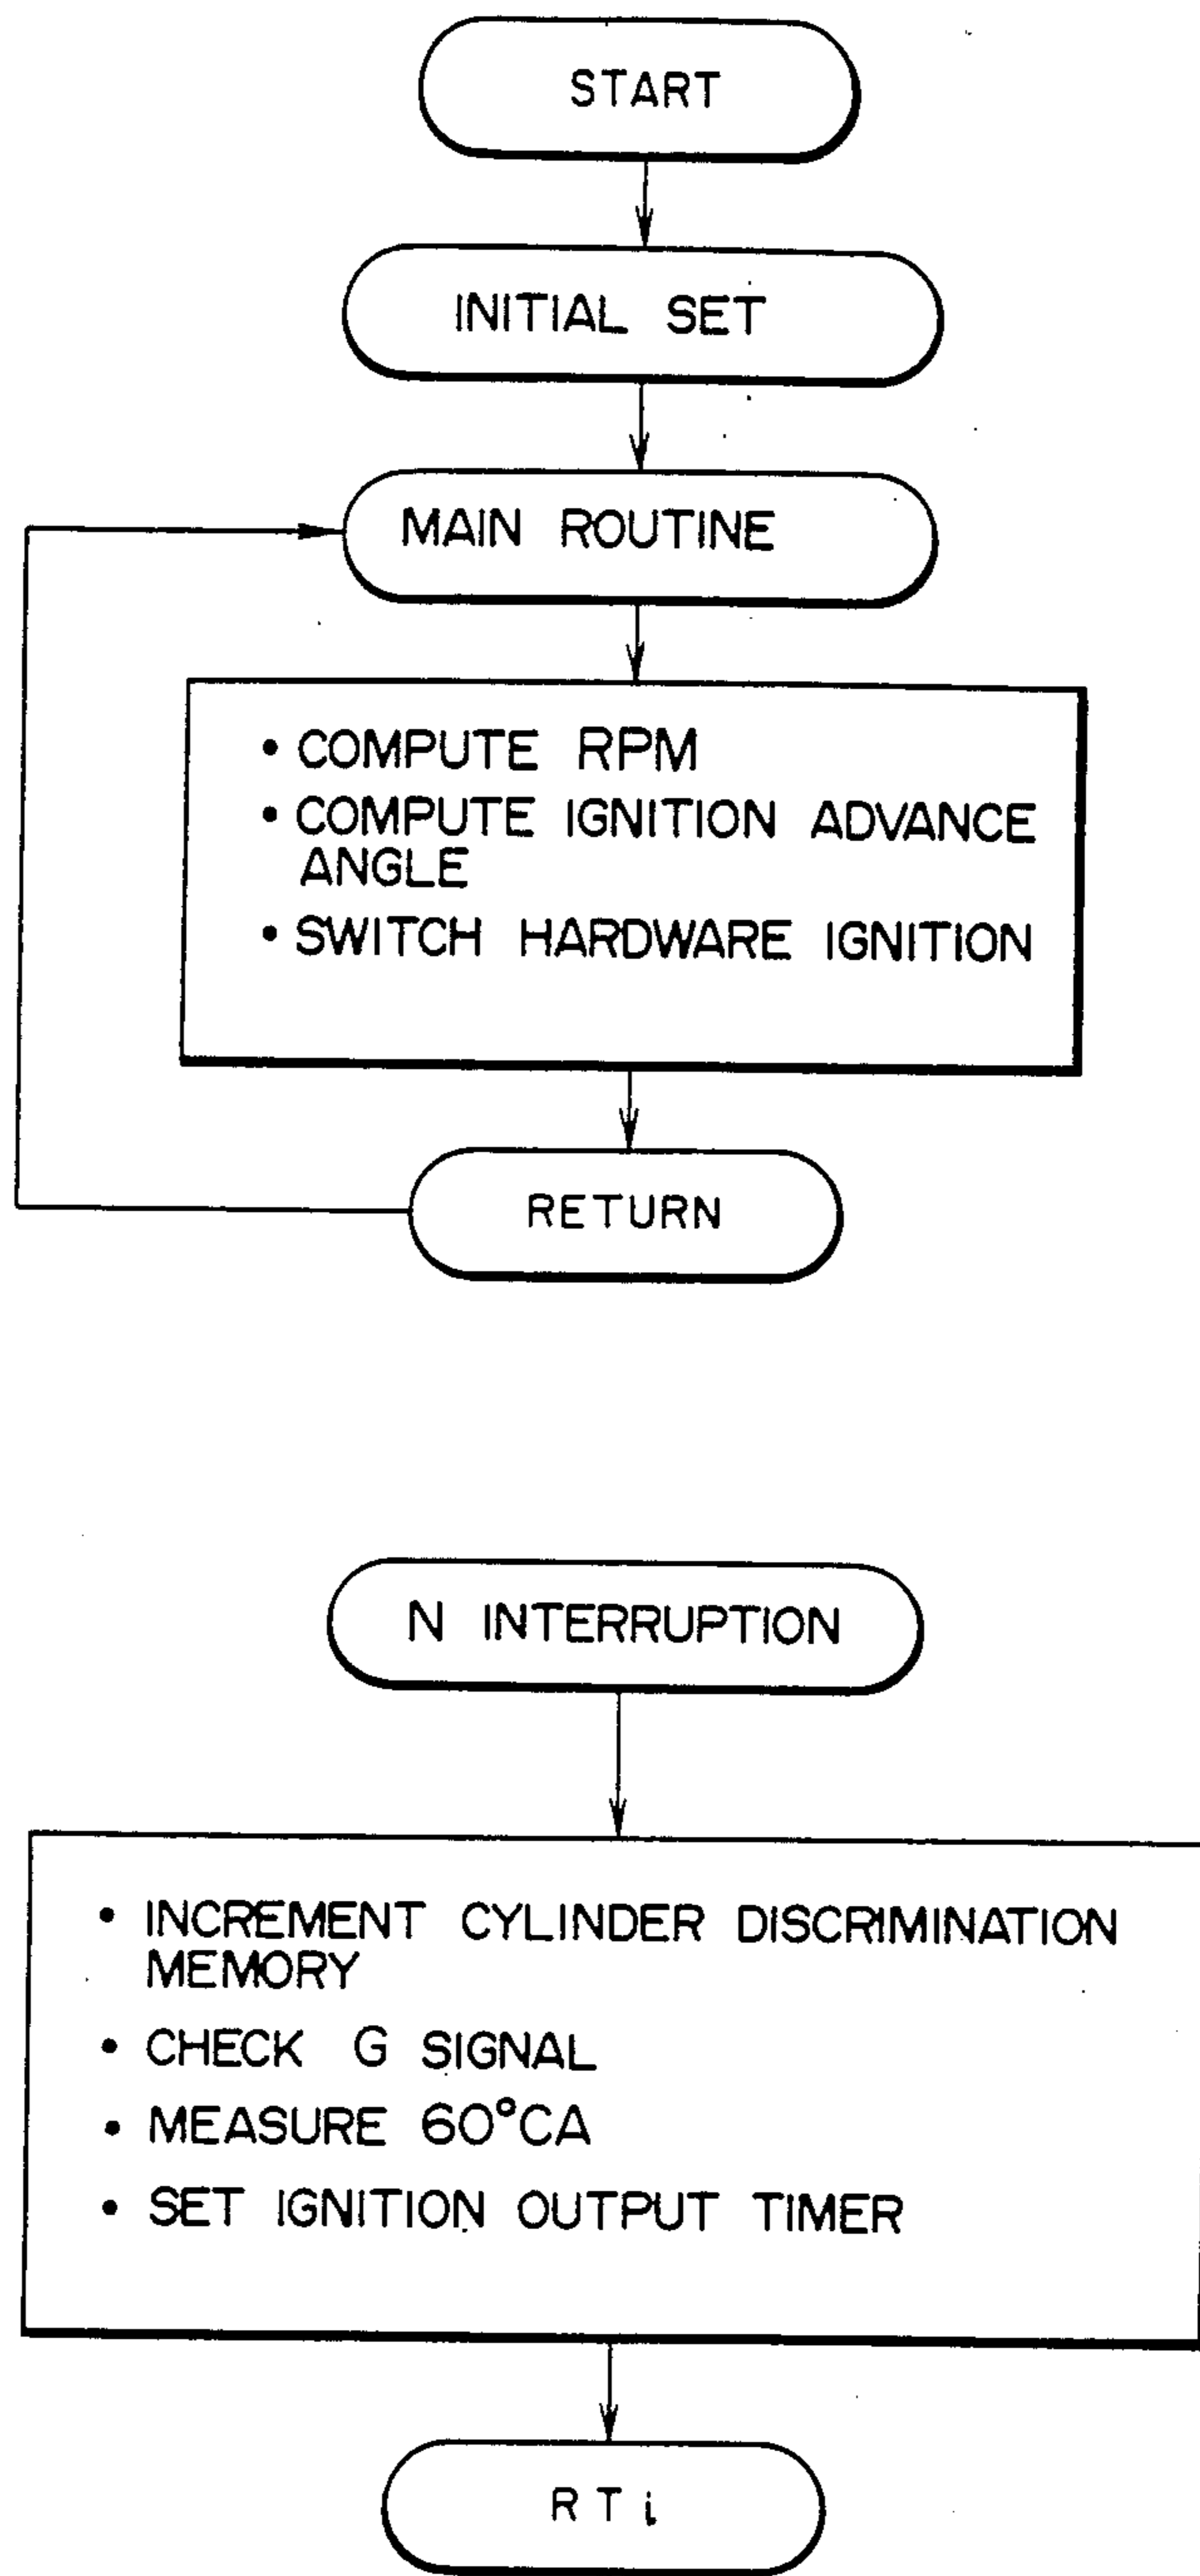 START
INITIAL SET
MAIN ROUTINE
• COMPUTE RPM
• COMPUTE IGNITION ADVANCE
ANGLE
• SWITCH HARDWARE IGNITION
RETURN
N INTERRUPTION
• INCREMENT CYLINDER DISCRIMINATION
MEMORY
• CHECK G SIGNAL
• MEASURE 60°CA
• SET IGNITION OUTPUT TIMER
RTi